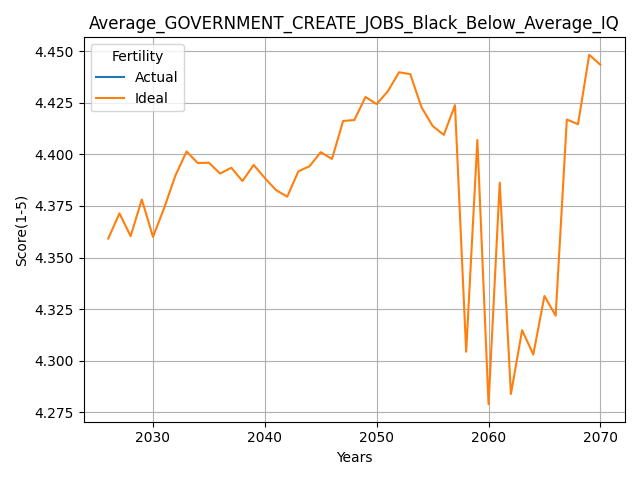 Average_GOVERNMENT_CREATE_JOBS_Black_Below_Average_IQ
Fertility
Actual
Ideal
Score(1-5)
4.450
4.425
4.400
4.375
4.350
4.325
4.300
4.275
2030 2040 2050 2060 2070
Years